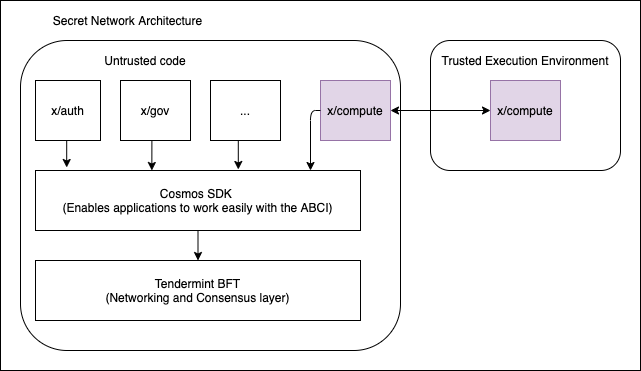 Secret Network Architecture
Untrusted code
Trusted Execution Environment
x/auth
x/gov
...
x/compute
x/compute
Cosmos SDK
(Enables applications to work easily with the ABCI)
Tendermint BFT
(Networking and Consensus layer)